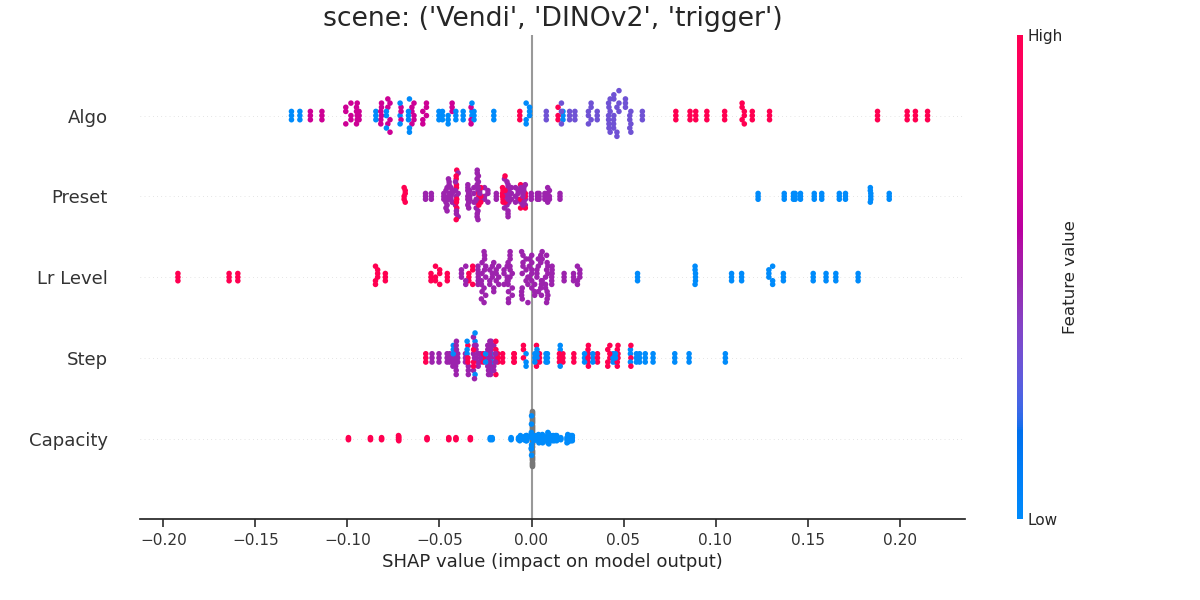 scene: ('Vendi', 'DINOv2', 'trigger')
High
Algo
Preset
Lr Level
Step
Capacity
Feature value
Low
−0.20 −0.15 −0.10 −0.05 0.00 0.05 0.10 0.15 0.20
SHAP value (impact on model output)